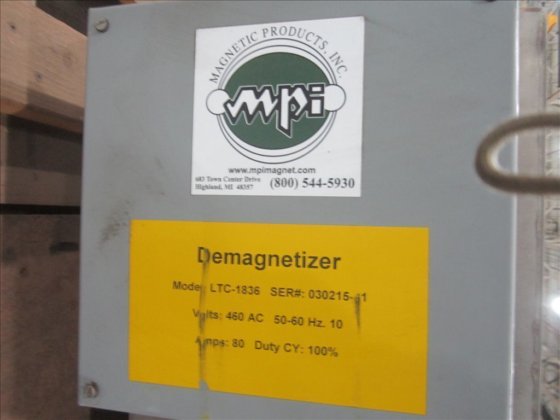 MAGNETIC PRODUCTS, INC.
mpi
www.mpimagnet.com
683 Town Center Drive
Highland, MI 48357
(800) 544-5930
Demagnetizer
Model LTC-1836 SER#: 030215-
Volts: 460 AC 50-60 Hz. 10
Amps: 80 Duty CY: 100%